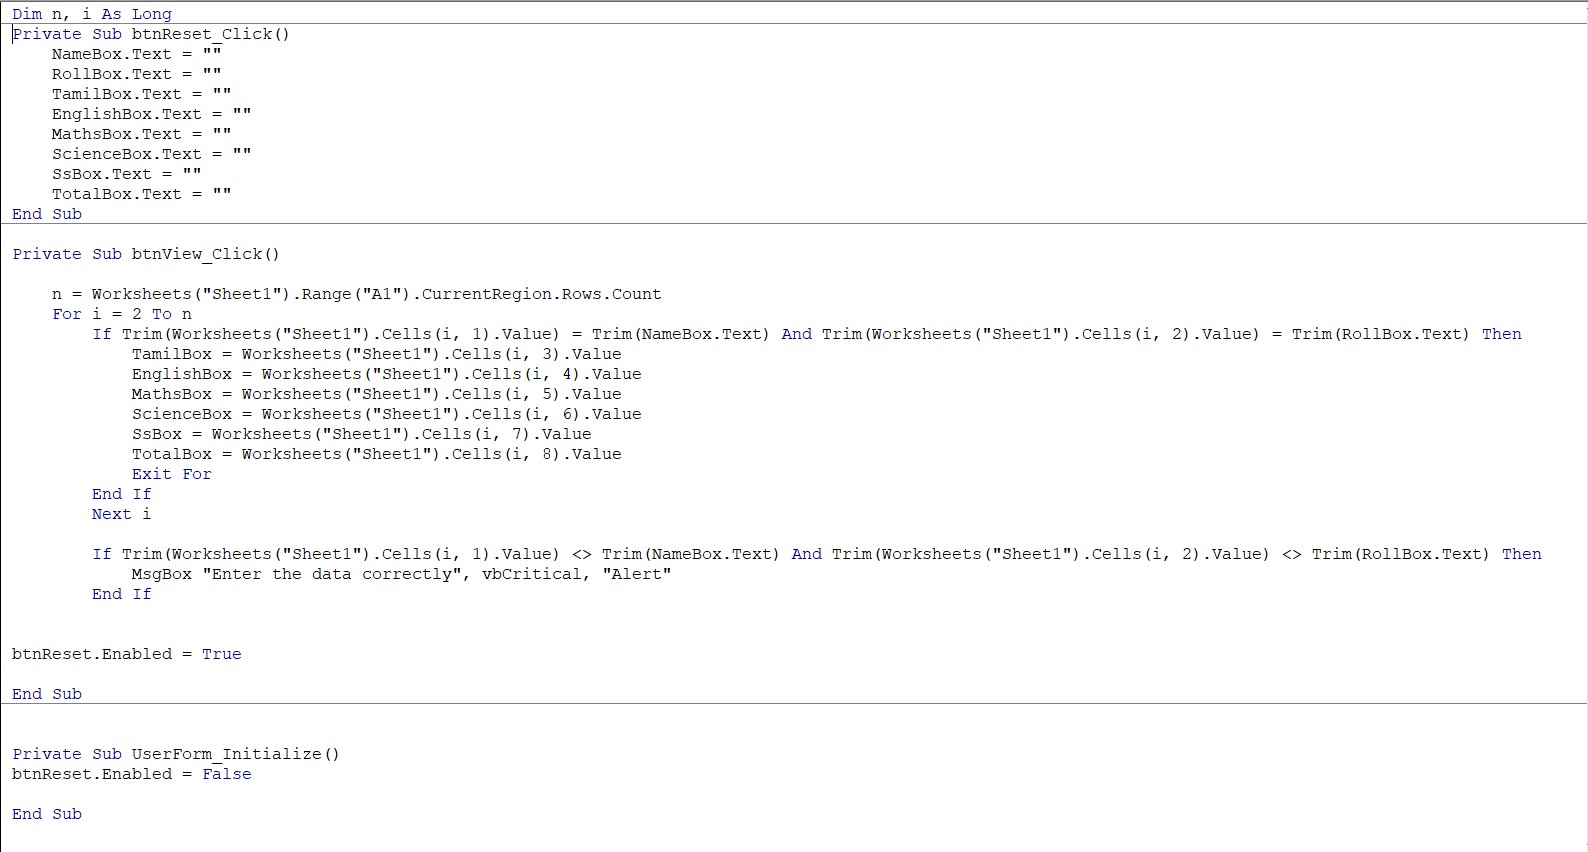 Dim n, i As Long
Private Sub btnReset_Click()
    NameBox.Text = ""
    RollBox.Text = ""
    TamilBox.Text = ""
    EnglishBox.Text = ""
    MathsBox.Text = ""
    ScienceBox.Text = ""
    SsBox.Text = ""
    TotalBox.Text = ""
End Sub
Private Sub btnView_Click()
    n = Worksheets("Sheet1").Range("A1").CurrentRegion.Rows.Count
    For i = 2 To n
        If Trim(Worksheets("Sheet1").Cells(i, 1).Value) = Trim(NameBox.Text) And Trim(Worksheets("Sheet1").Cells(i, 2).Value) = Trim(RollBox.Text) Then
            TamilBox = Worksheets("Sheet1").Cells(i, 3).Value
            EnglishBox = Worksheets("Sheet1").Cells(i, 4).Value
            MathsBox = Worksheets("Sheet1").Cells(i, 5).Value
            ScienceBox = Worksheets("Sheet1").Cells(i, 6).Value
            SsBox = Worksheets("Sheet1").Cells(i, 7).Value
            TotalBox = Worksheets("Sheet1").Cells(i, 8).Value
            Exit For
        End If
        Next i
        If Trim(Worksheets("Sheet1").Cells(i, 1).Value) <> Trim(NameBox.Text) And Trim(Worksheets("Sheet1").Cells(i, 2).Value) <> Trim(RollBox.Text) Then
            MsgBox "Enter the data correctly", vbCritical, "Alert"
        End If
btnReset.Enabled = True
End Sub
Private Sub UserForm_Initialize()
btnReset.Enabled = False
End Sub